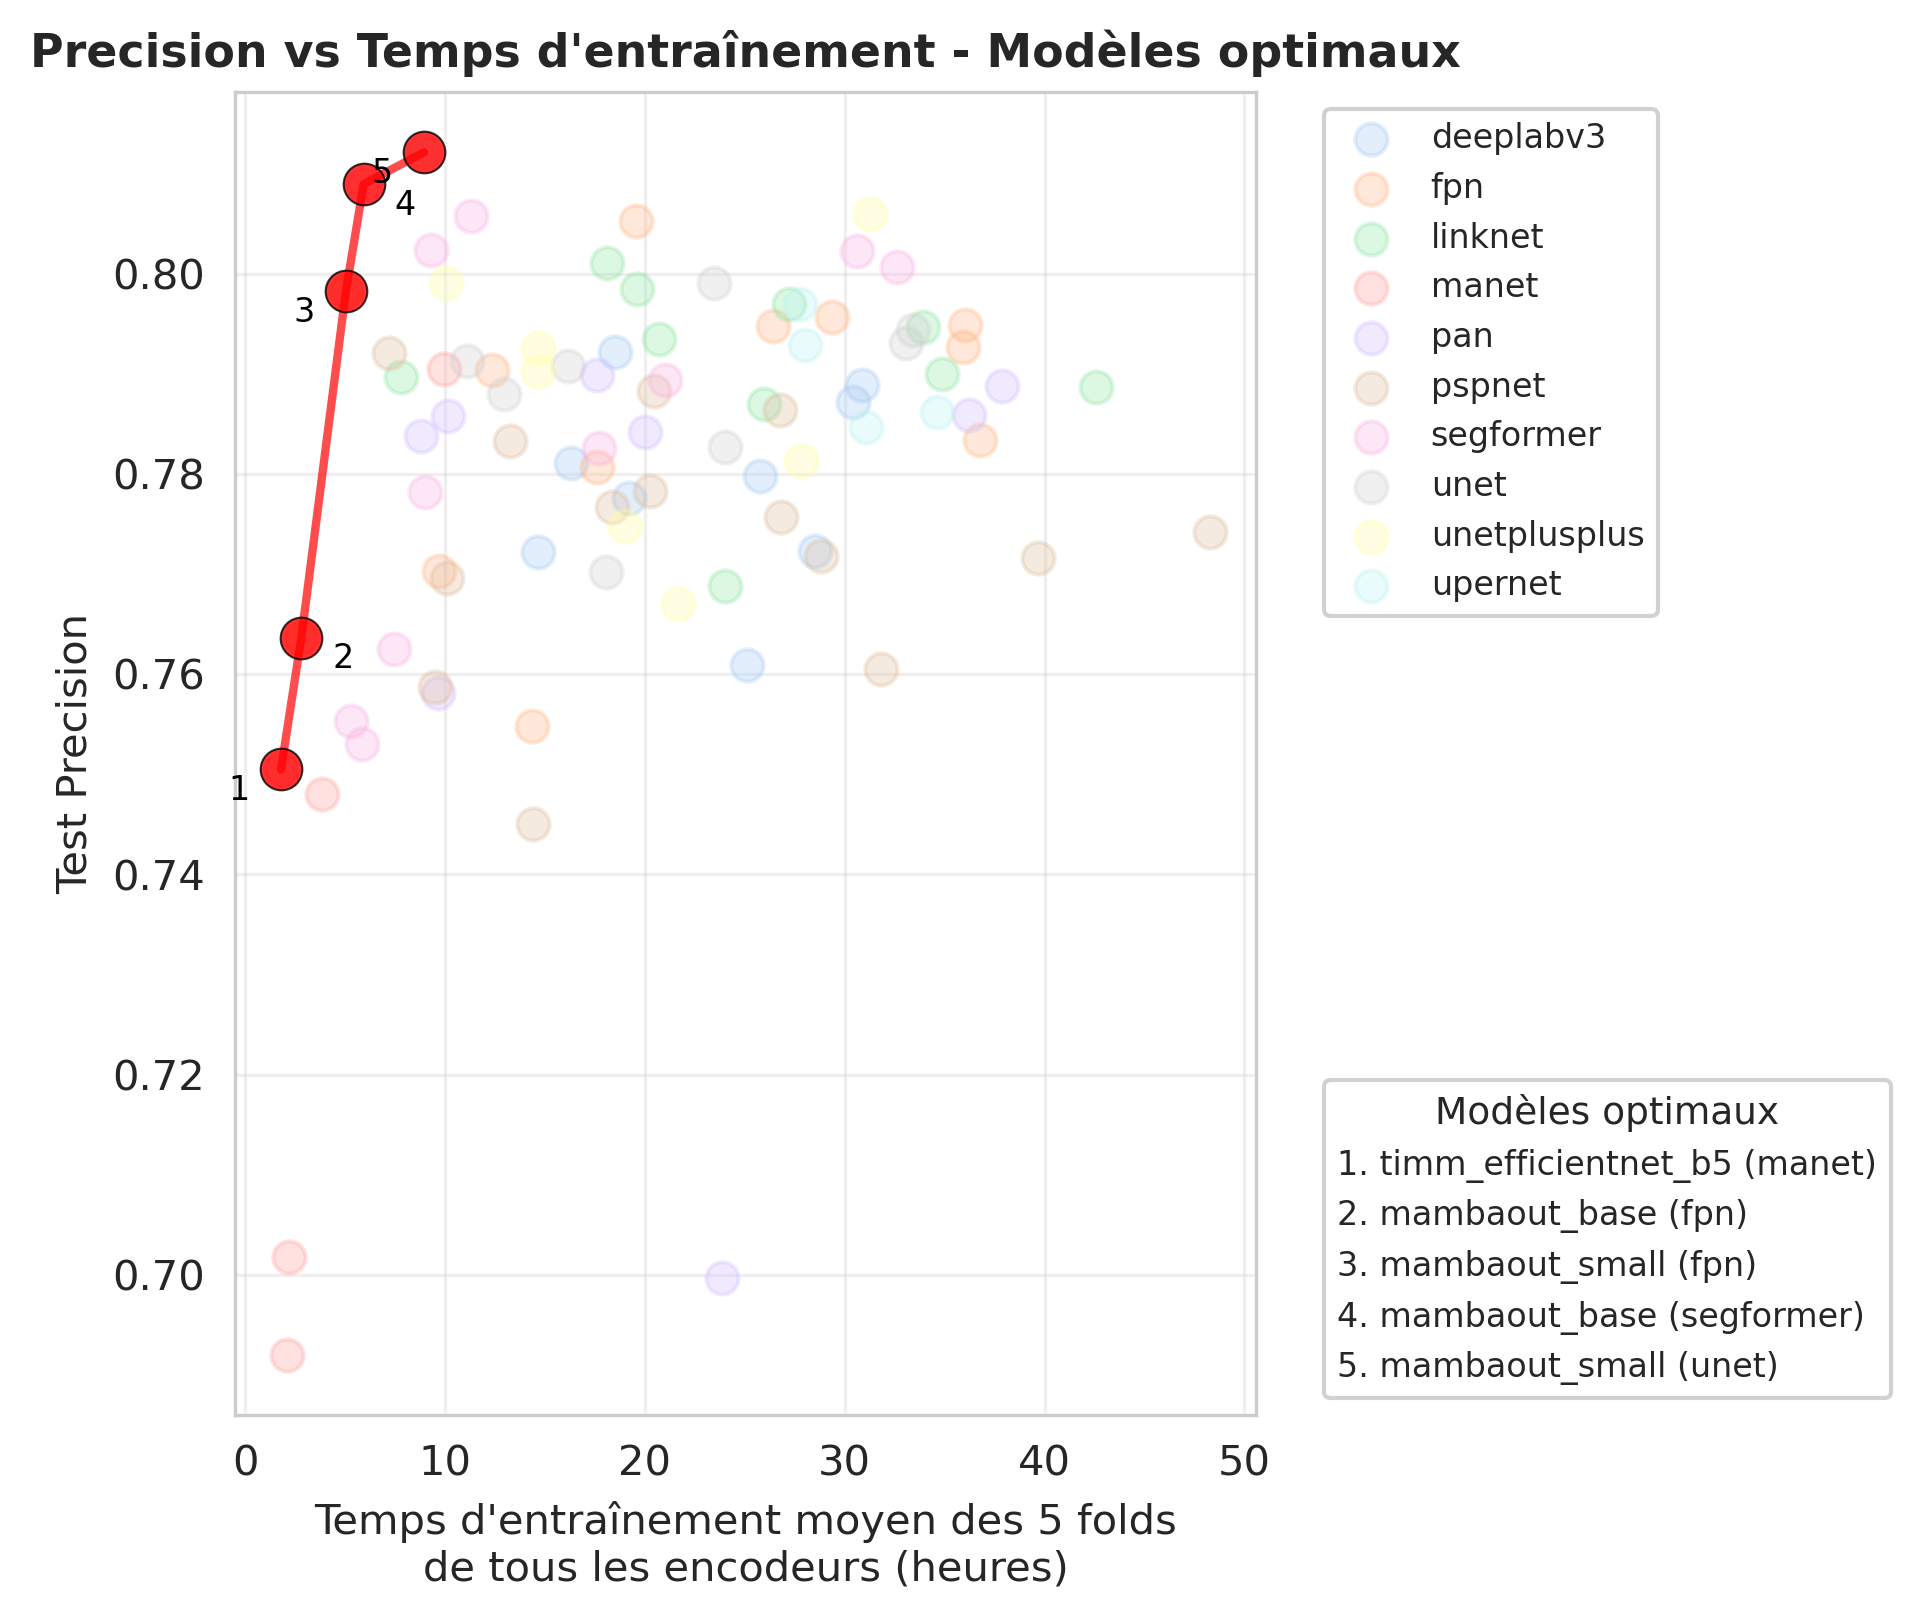 Precision vs Temps d'entraînement - Modèles optimaux
Test Precision
0.80
0.78
0.76
0.74
0.72
0.70
0
10
20
30
40
50
Temps d'entraînement moyen des 5 folds
de tous les encodeurs (heures)
5
4
3
2
1
deeplabv3
fpn
linknet
manet
pan
pspnet
segformer
unet
unetplusplus
upernet
Modèles optimaux
1. timm_efficientnet_b5 (manet)
2. mambaout_base (fpn)
3. mambaout_small (fpn)
4. mambaout_base (segformer)
5. mambaout_small (unet)